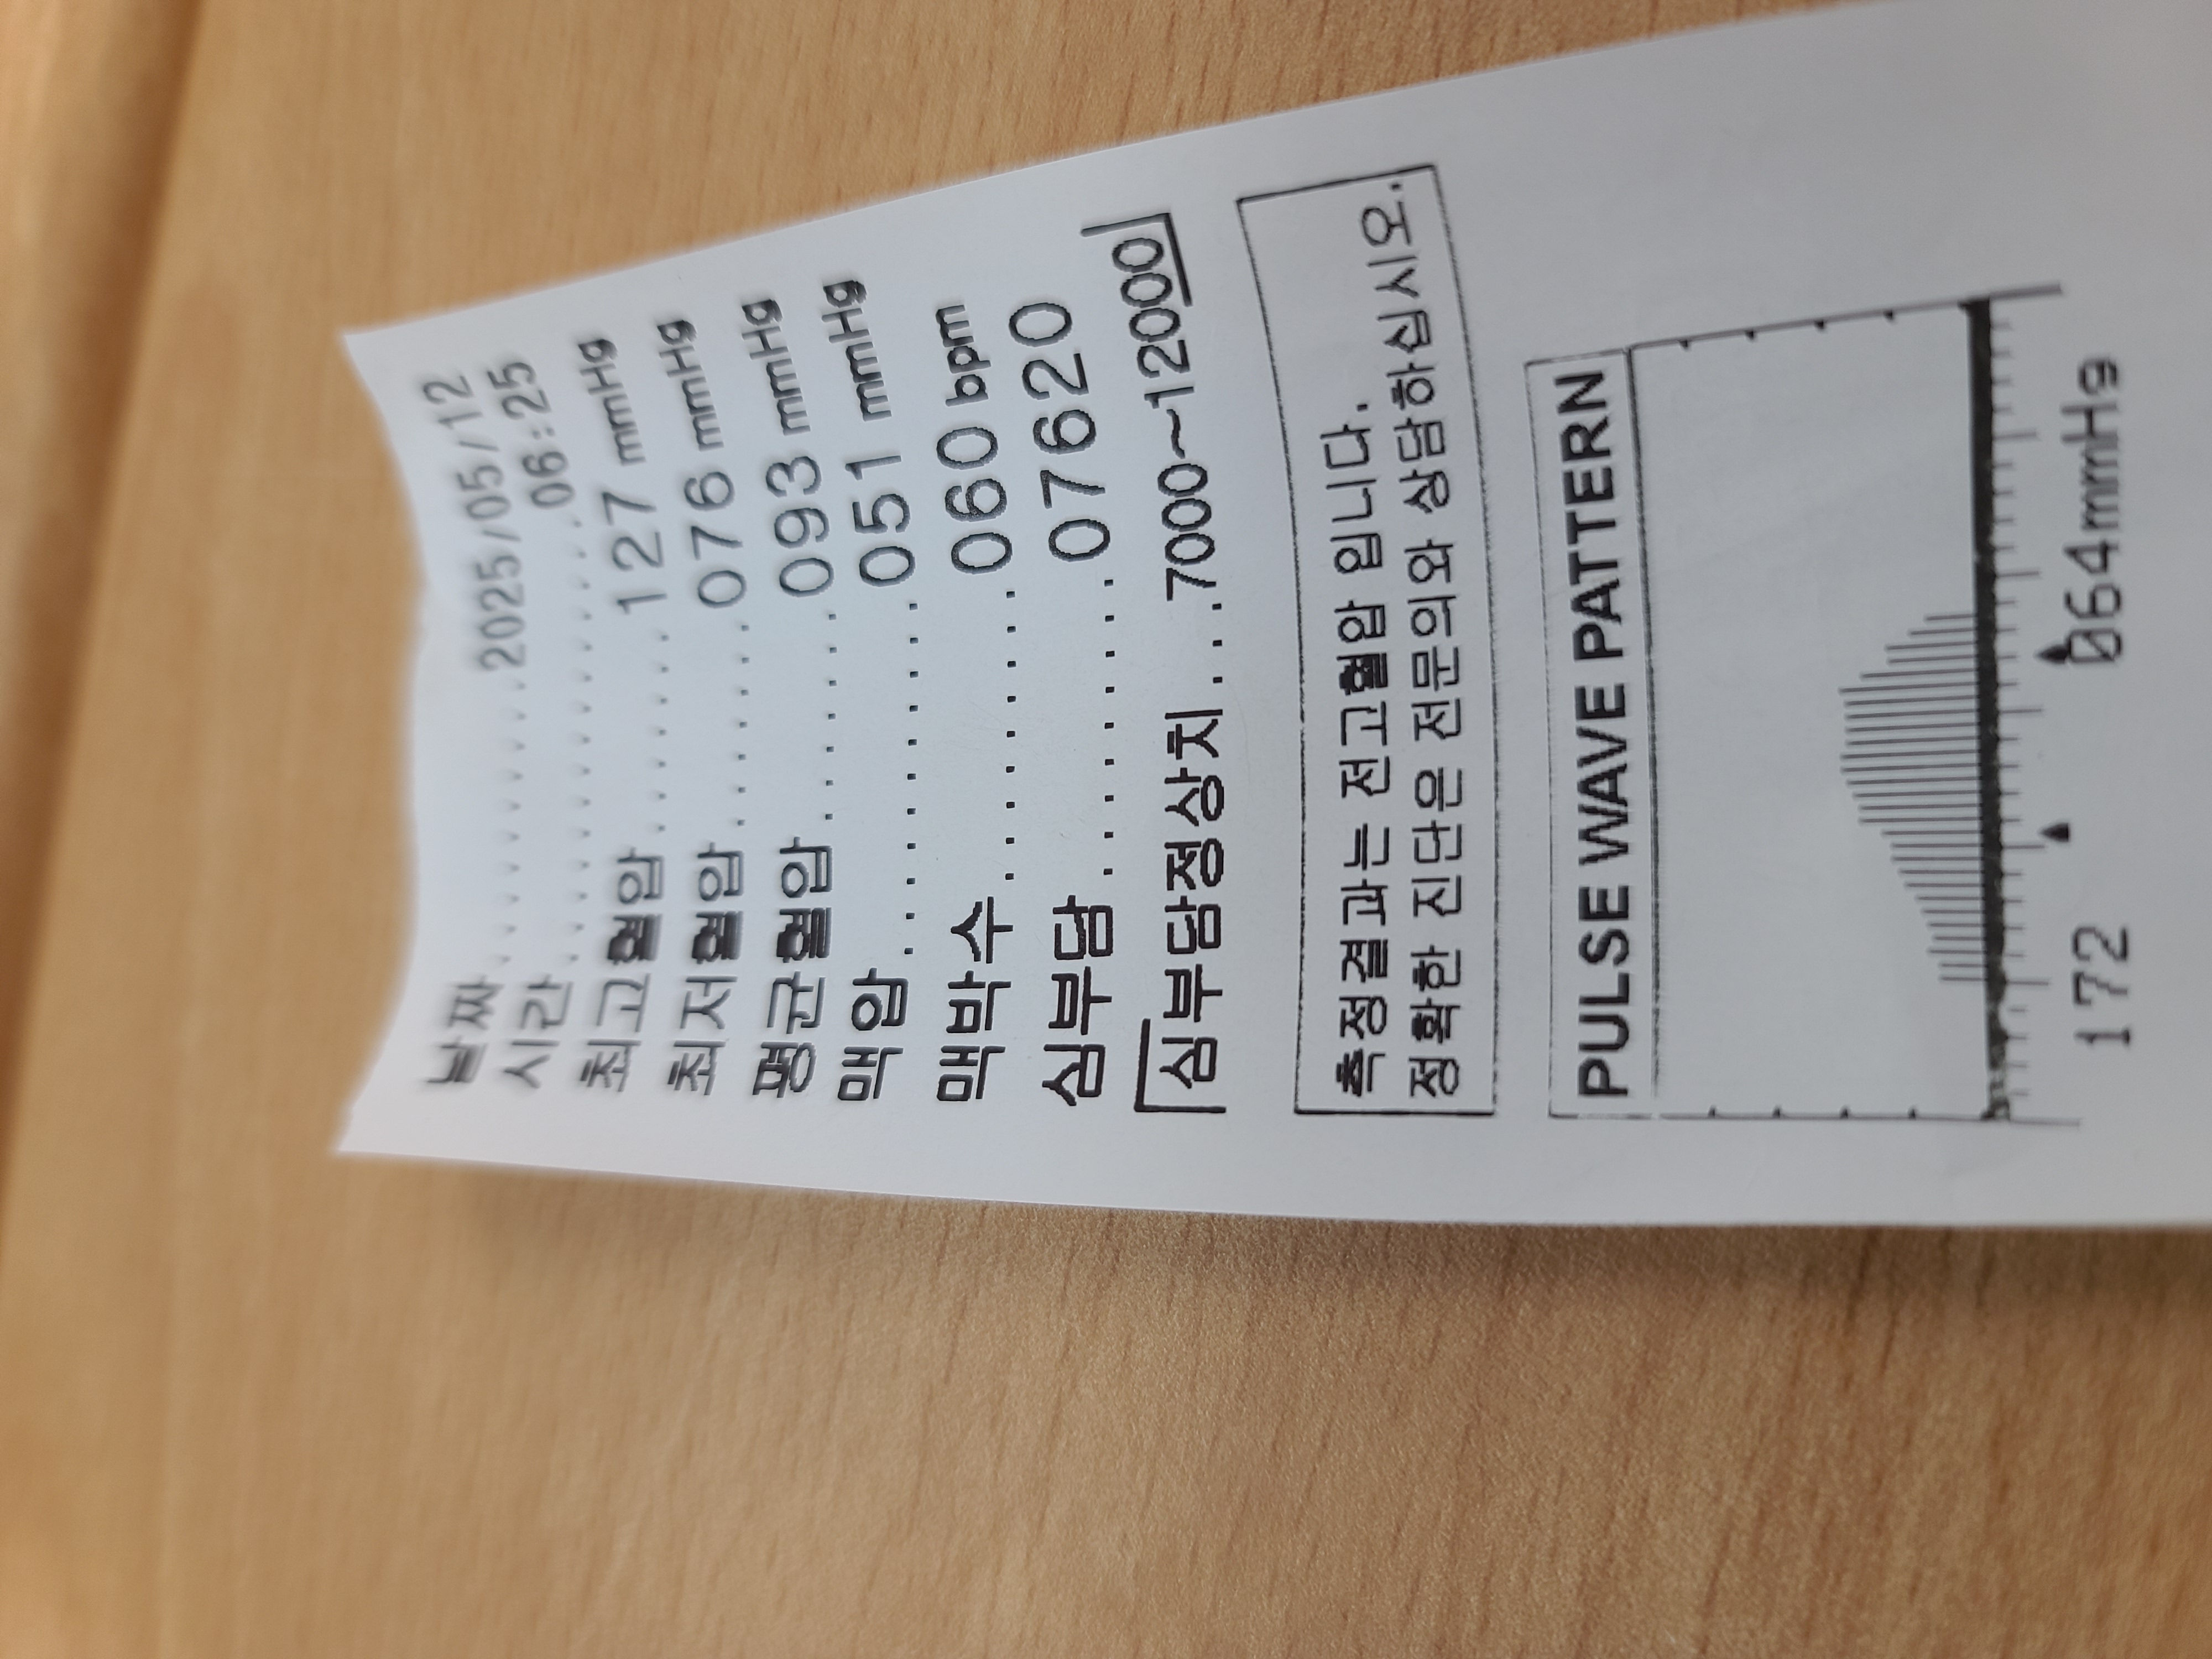 날짜............2025/05/12
시간................06:25
최고혈압.......127 mmHg
최저혈압.......076 mmHg
평균혈압.......093 mmHg
맥압............051 mmHg
맥박수.........060 bpm
심부담.........07620
심부담정상치...7000~12000
측정결과는 전고혈압 입니다.
정확한 진단은 전문의와 상담하십시오.
PULSE WAVE PATTERN
172 064mmHg